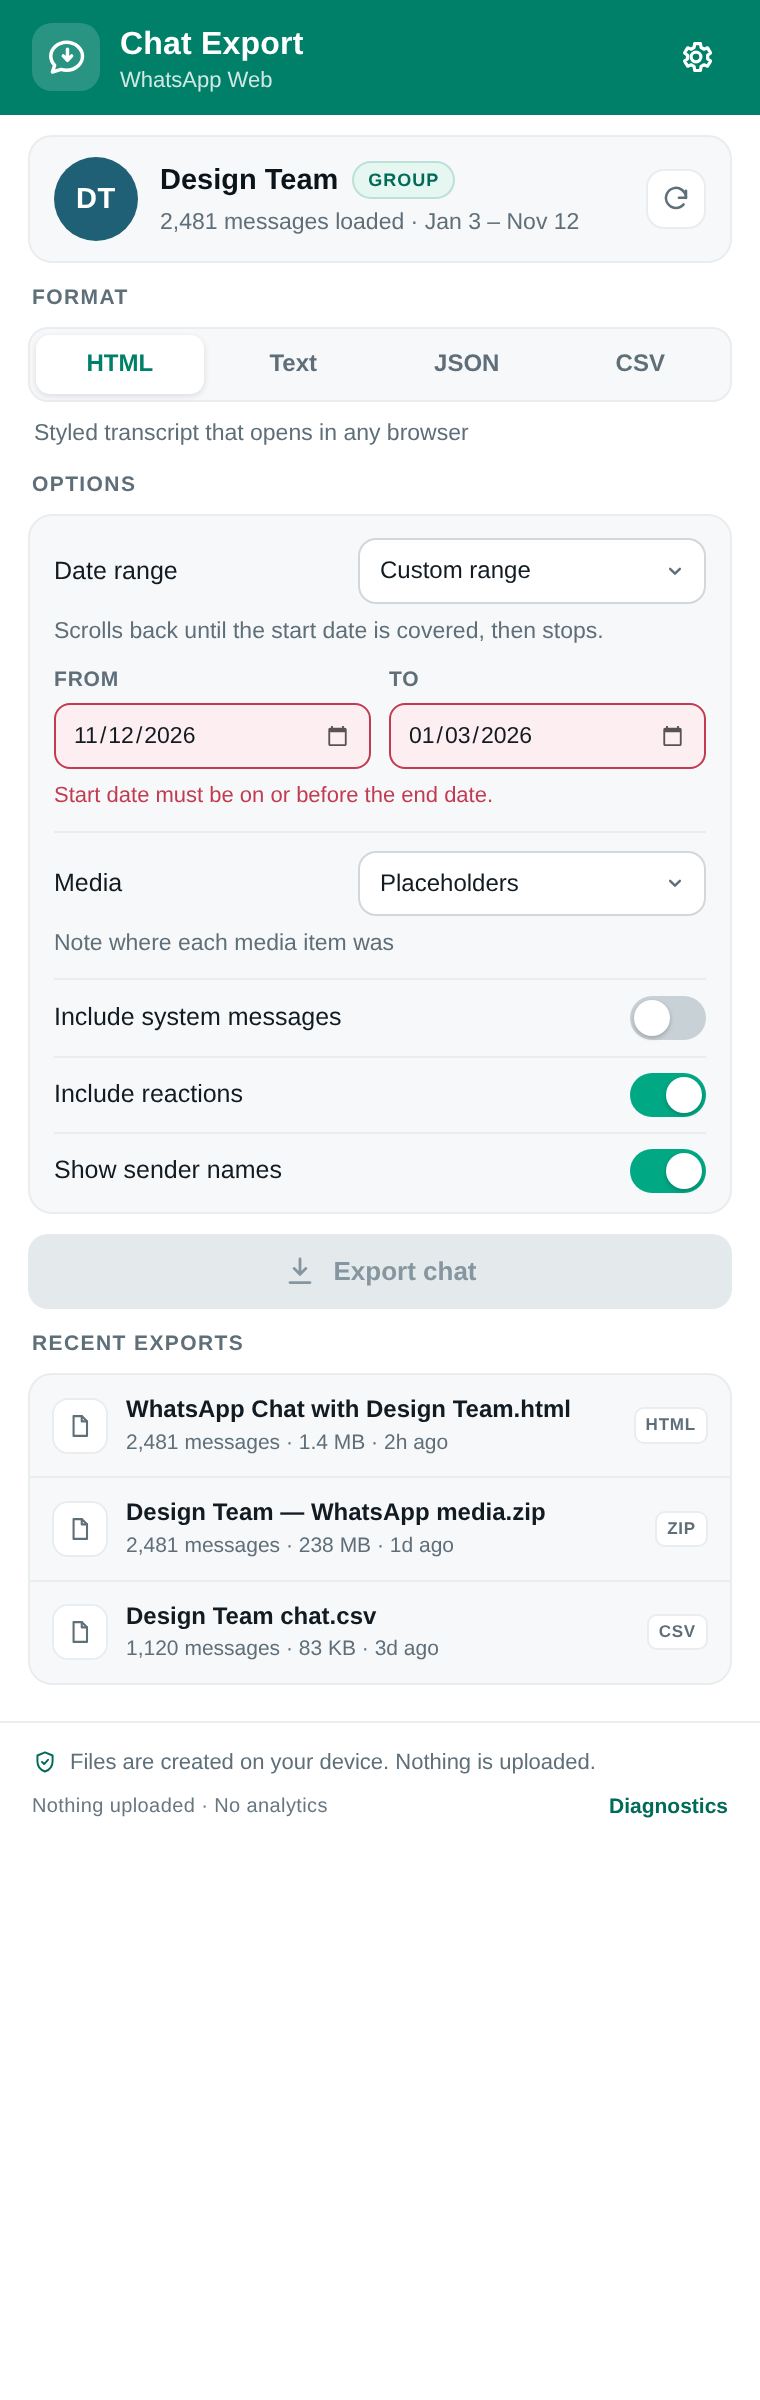 Chat Export
WhatsApp Web
DT
Design Team GROUP
2,481 messages loaded · Jan 3 – Nov 12
FORMAT
HTML Text JSON CSV
Styled transcript that opens in any browser
OPTIONS
Date range Custom range
Scrolls back until the start date is covered, then stops.
FROM TO
11/12/2026 01/03/2026
Start date must be on or before the end date.
Media Placeholders
Note where each media item was
Include system messages
Include reactions
Show sender names
Export chat
RECENT EXPORTS
WhatsApp Chat with Design Team.html
2,481 messages · 1.4 MB · 2h ago
HTML
Design Team — WhatsApp media.zip
2,481 messages · 238 MB · 1d ago
ZIP
Design Team chat.csv
1,120 messages · 83 KB · 3d ago
CSV
Files are created on your device. Nothing is uploaded.
Nothing uploaded · No analytics Diagnostics